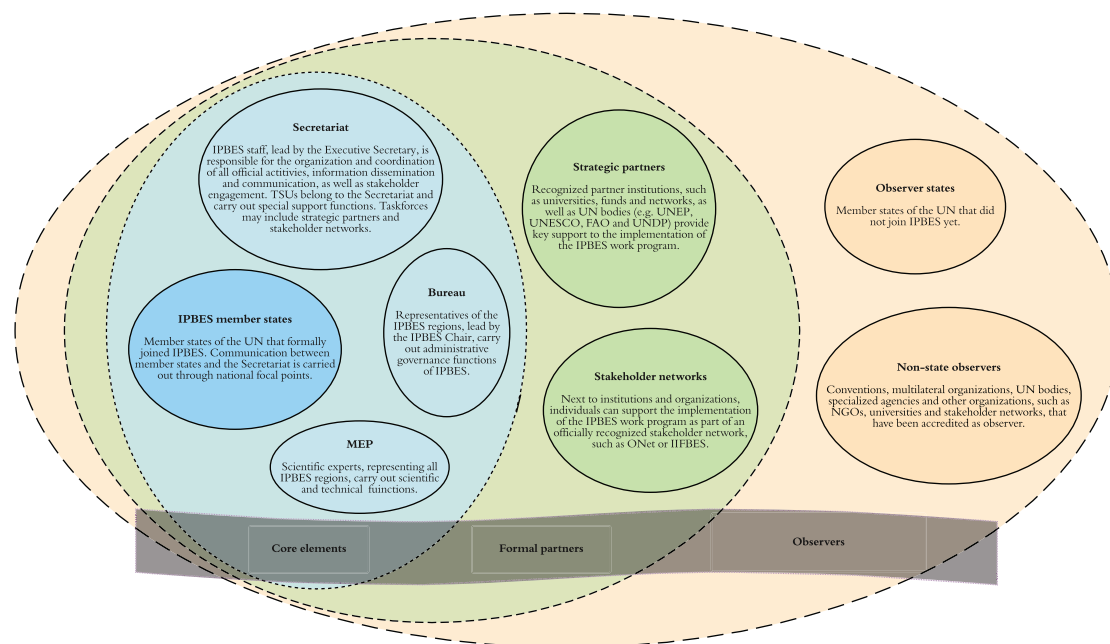 Secretariat
IPBES staff, lead by the Executive Secretary, is
responsible for the organization and coordination
of all official actitivies, information dissemination
and communication, as well as stakeholder
engagement. TSUs belong to the Secretariat and
carry out special support functions. Taskforces
may include strategic partners and
stakeholder networks.
IPBES member states
Member states of the UN that formally
joined IPBES. Communication between
member states and the Secretariat is carried
out through national focal points.
Bureau
Representatives of the
IPBES regions, lead by
the IPBES Chair, carry
out administrative
governance functions
of IPBES.
MEP
Scientific experts, representing all
IPBES regions, carry out scientific
and technical fuinctions.
Strategic partners
Recognized partner institutions, such
as universities, funds and networks, as
well as UN bodies (e.g. UNEP,
UNESCO, FAO and UNDP) provide
key support to the implementation of
the IPBES work program.
Stakeholder networks
Next to institutions and organizations,
individuals can support the implementation
of the IPBES work program as part of an
officially recognized stakeholder network,
such as ONet or IIFBES.
Observer states
Member states of the UN that did
not join IPBES yet.
Non-state observers
Conventions, multilateral organizations, UN bodies,
specialized agencies and other organizations, such as
NGOs, universities and stakeholder networks, that
have been accredited as observer.
Core elements
Formal partners
Observers